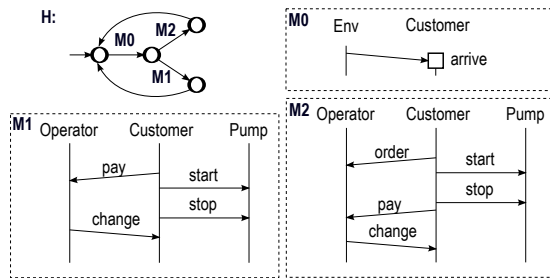 H:
M0
M2
M1
M0
Env Customer
arrive
M1
Operator Customer Pump
pay
start
stop
change
M2
Operator Customer Pump
order
start
stop
pay
change